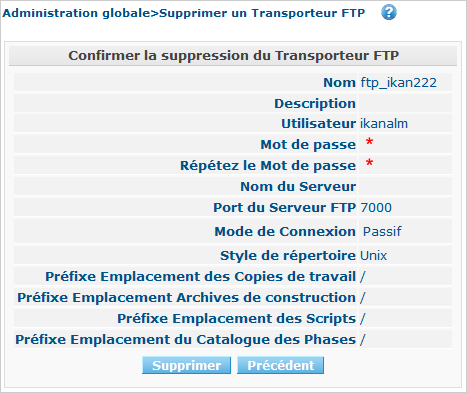 Administration globale>Supprimer un Transporteur FTP ?
Confirmer la suppression du Transporteur FTP
Nom ftp_ikan222
Description
Utilisateur ikanalm
Mot de passe *
Répétez le Mot de passe *
Nom du Serveur
Port du Serveur FTP 7000
Mode de Connexion Passif
Style de répertoire Unix
Préfixe Emplacement des Copies de travail /
Préfixe Emplacement Archives de construction /
Préfixe Emplacement des Scripts /
Préfixe Emplacement du Catalogue des Phases /
Supprimer Précédent